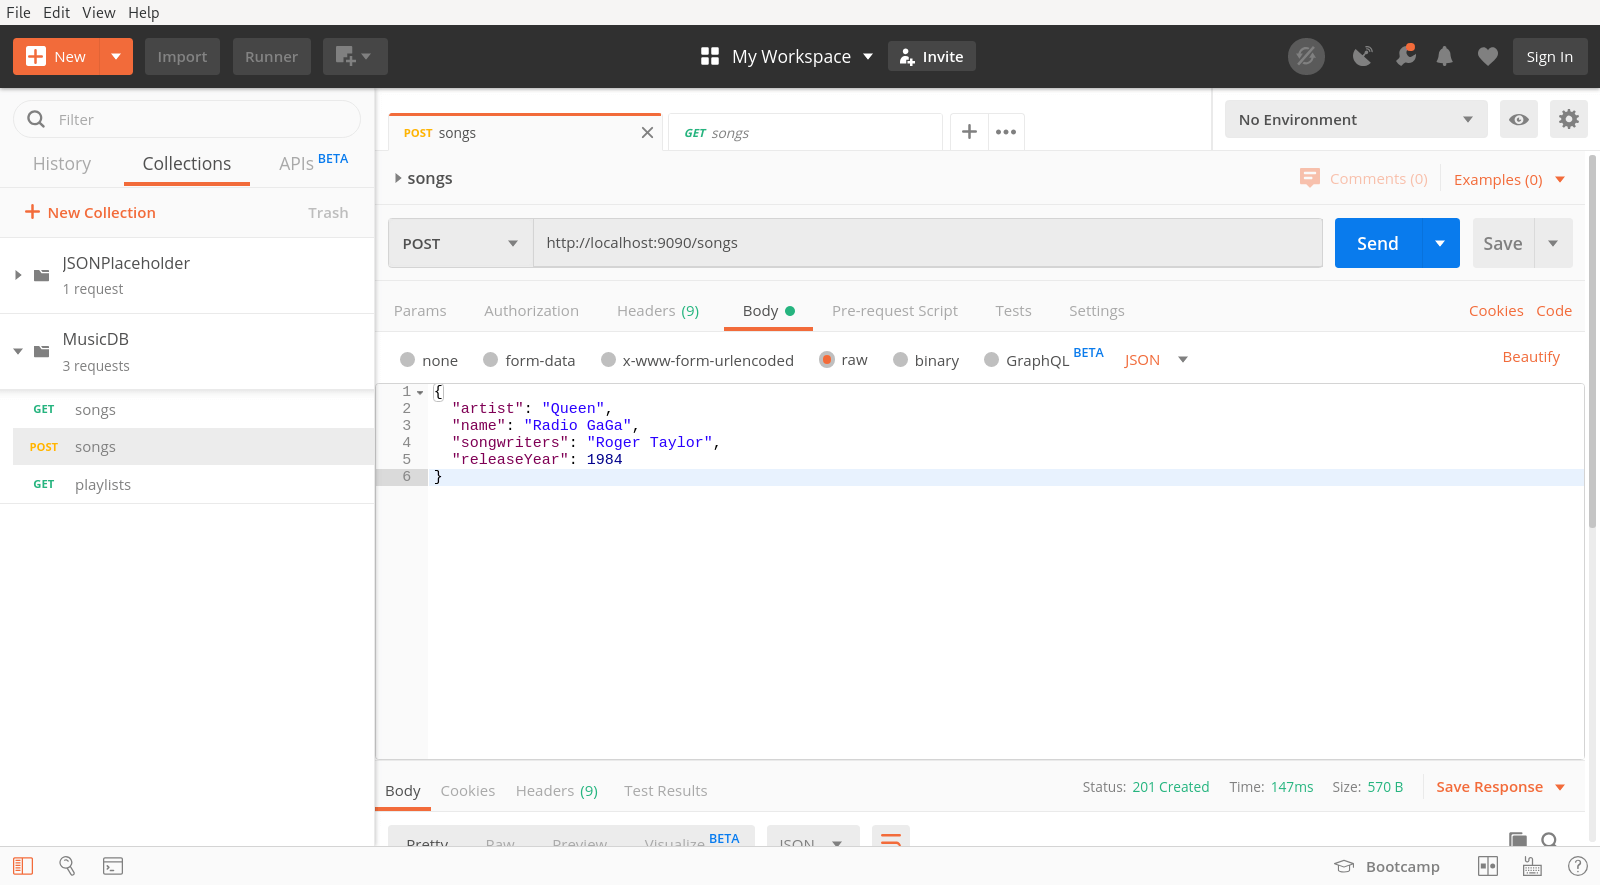 File Edit View Help
New Import Runner My Workspace Invite Sign In
Filter
History Collections APIs BETA
New Collection Trash
JSONPlaceholder
1 request
MusicDB
3 requests
GET songs
POST songs
GET playlists
POST songs GET songs No Environment
songs Comments (0) Examples (0)
POST http://localhost:9090/songs Send Save
Params Authorization Headers (9) Body Pre-request Script Tests Settings Cookies Code
none form-data x-www-form-urlencoded raw binary GraphQL BETA JSON Beautify
1 {
2 "artist": "Queen",
3 "name": "Radio GaGa",
4 "songwriters": "Roger Taylor",
5 "releaseYear": 1984
6 }
Body Cookies Headers (9) Test Results Status: 201 Created Time: 147ms Size: 570 B Save Response
Pretty Raw Preview Visualize BETA JSON
Bootcamp